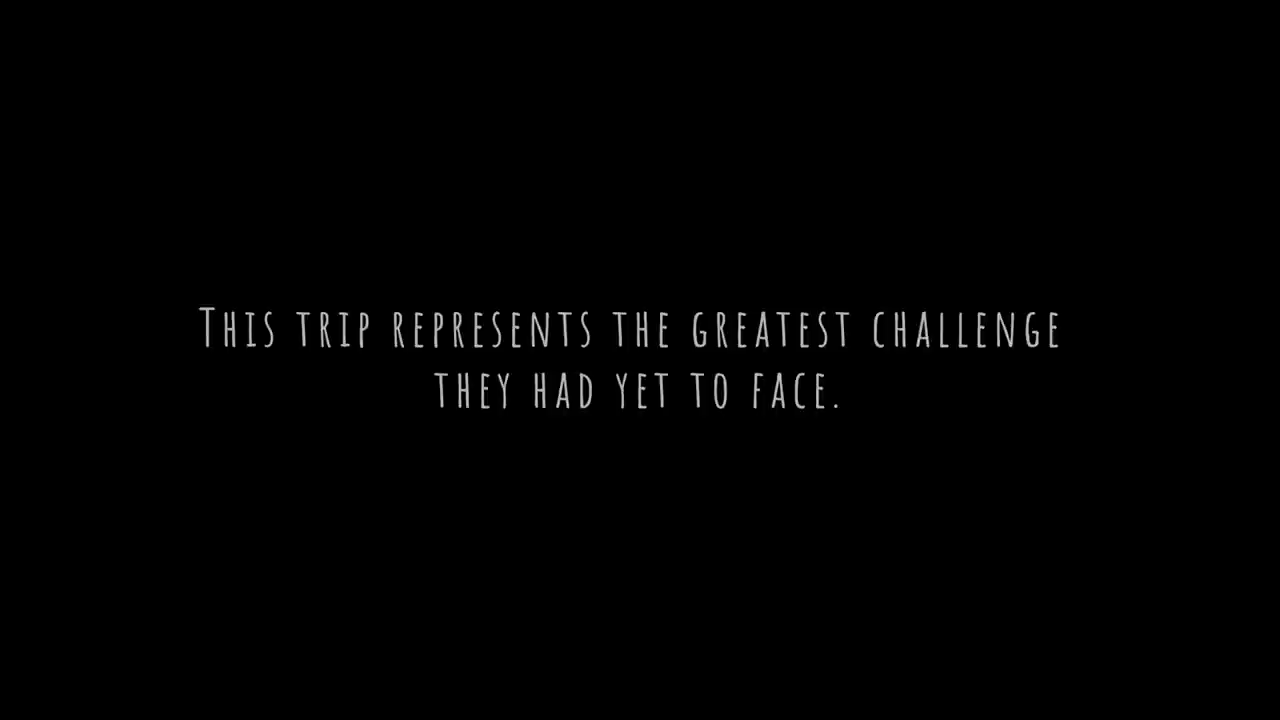 This trip represents the greatest challenge
they had yet to face.